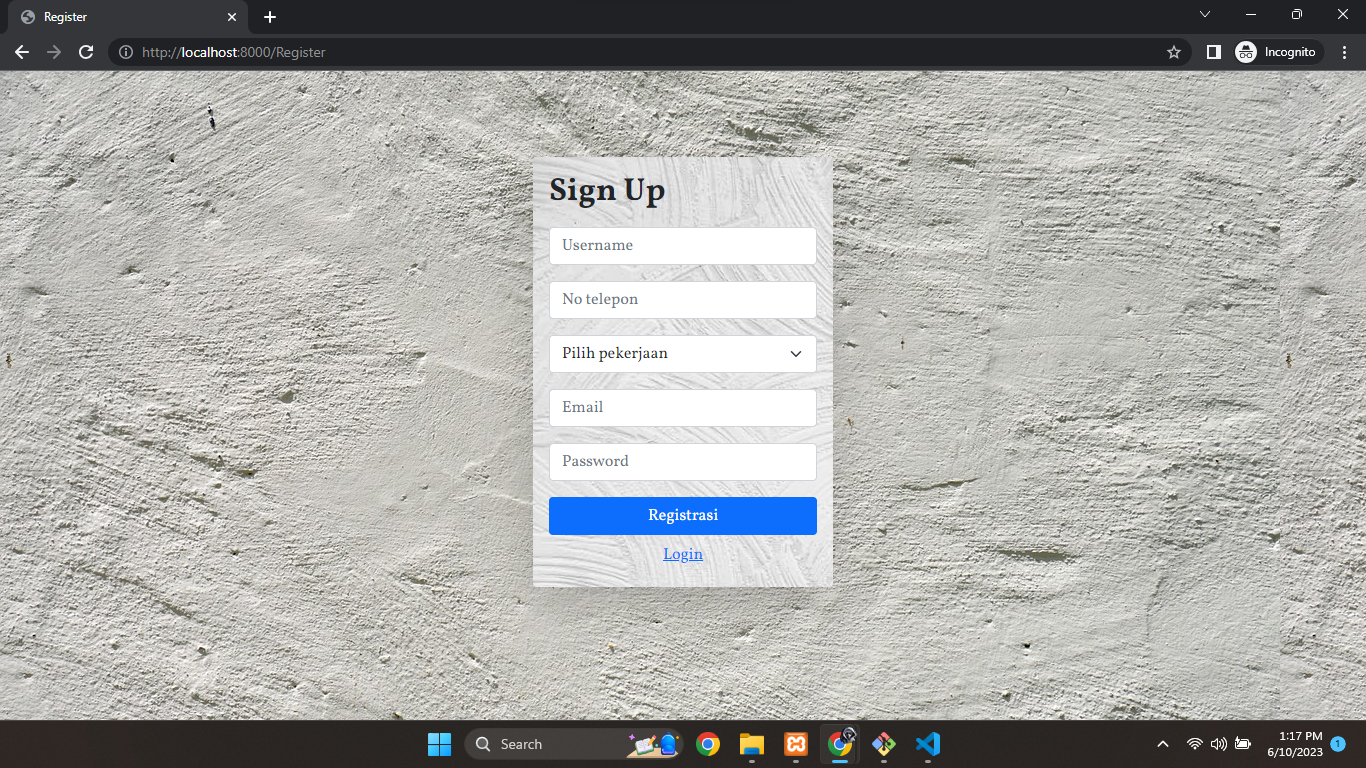 Register
http://localhost:8000/Register
Incognito
Sign Up
Username
No telepon
Pilih pekerjaan
Email
Password
Registrasi
Login
Search
1:17 PM
6/10/2023
1